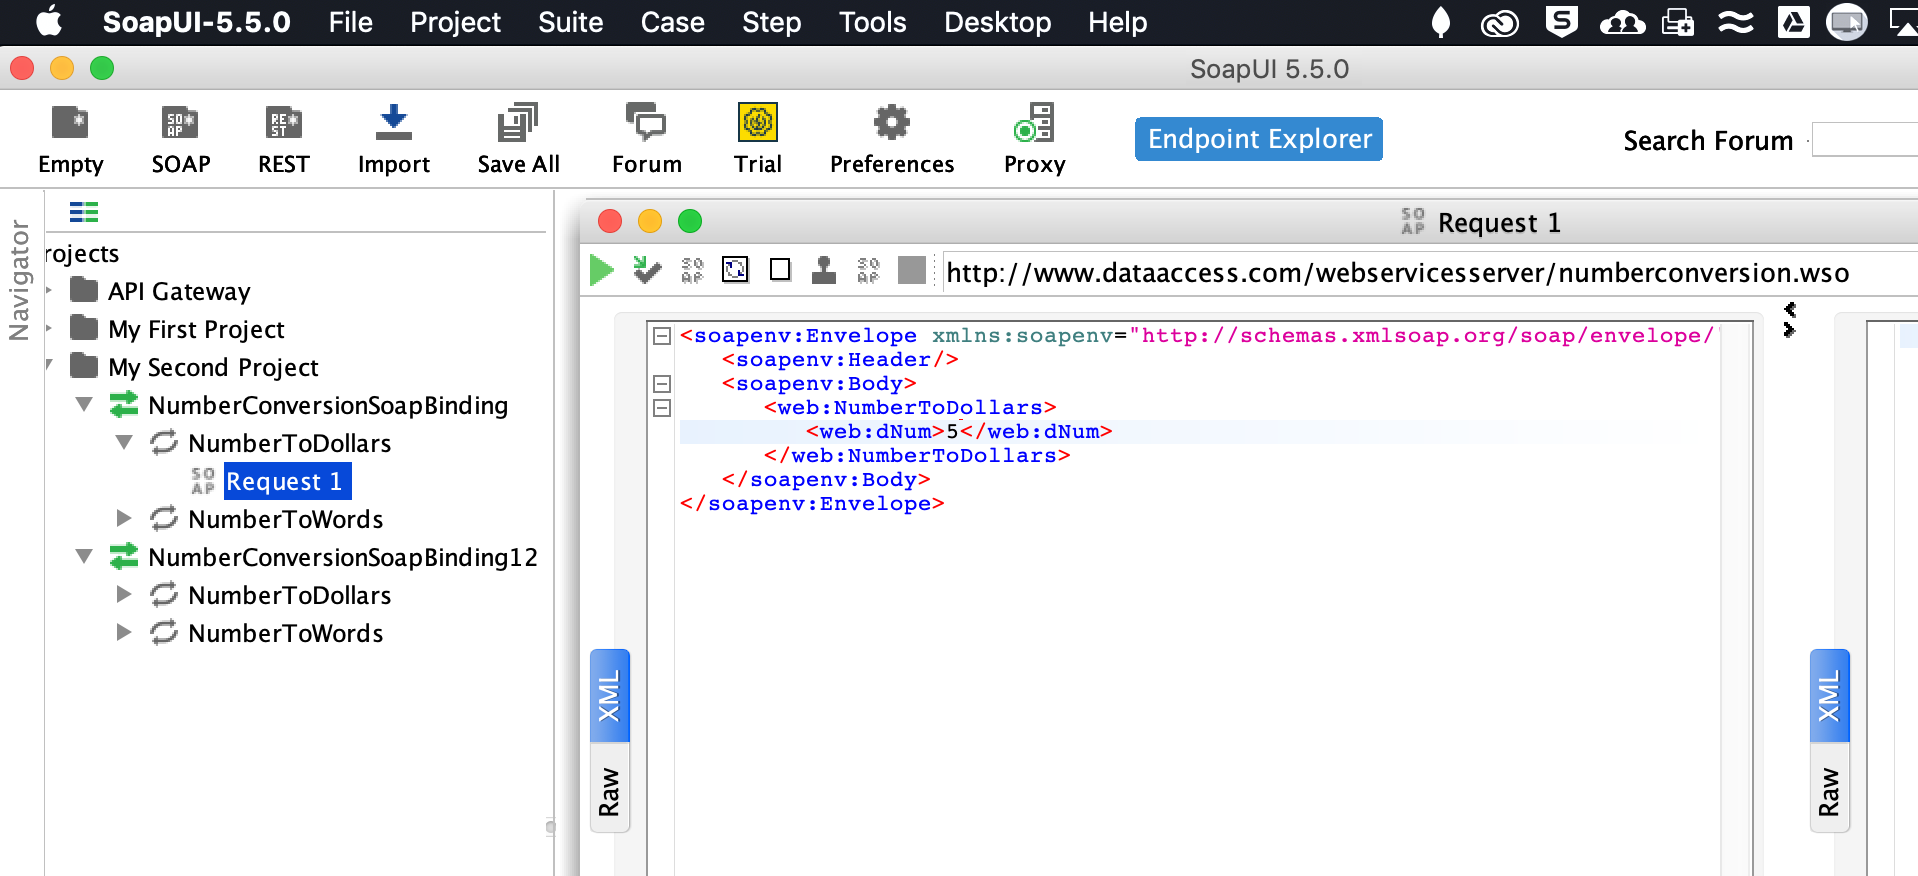 SoapUI-5.5.0 File Project Suite Case Step Tools Desktop Help
SoapUI 5.5.0
Empty SOAP REST Import Save All Forum Trial Preferences Proxy Endpoint Explorer Search Forum
Navigator
rojects
API Gateway
My First Project
My Second Project
NumberConversionSoapBinding
NumberToDollars
Request 1
NumberToWords
NumberConversionSoapBinding12
NumberToDollars
NumberToWords
Request 1
http://www.dataaccess.com/webservicesserver/numberconversion.wso
<soapenv:Envelope xmlns:soapenv="http://schemas.xmlsoap.org/soap/envelope/
<soapenv:Header/>
<soapenv:Body>
<web:NumberToDollars>
<web:dNum>5</web:dNum>
</web:NumberToDollars>
</soapenv:Body>
</soapenv:Envelope>
XML
Raw
XML
Raw